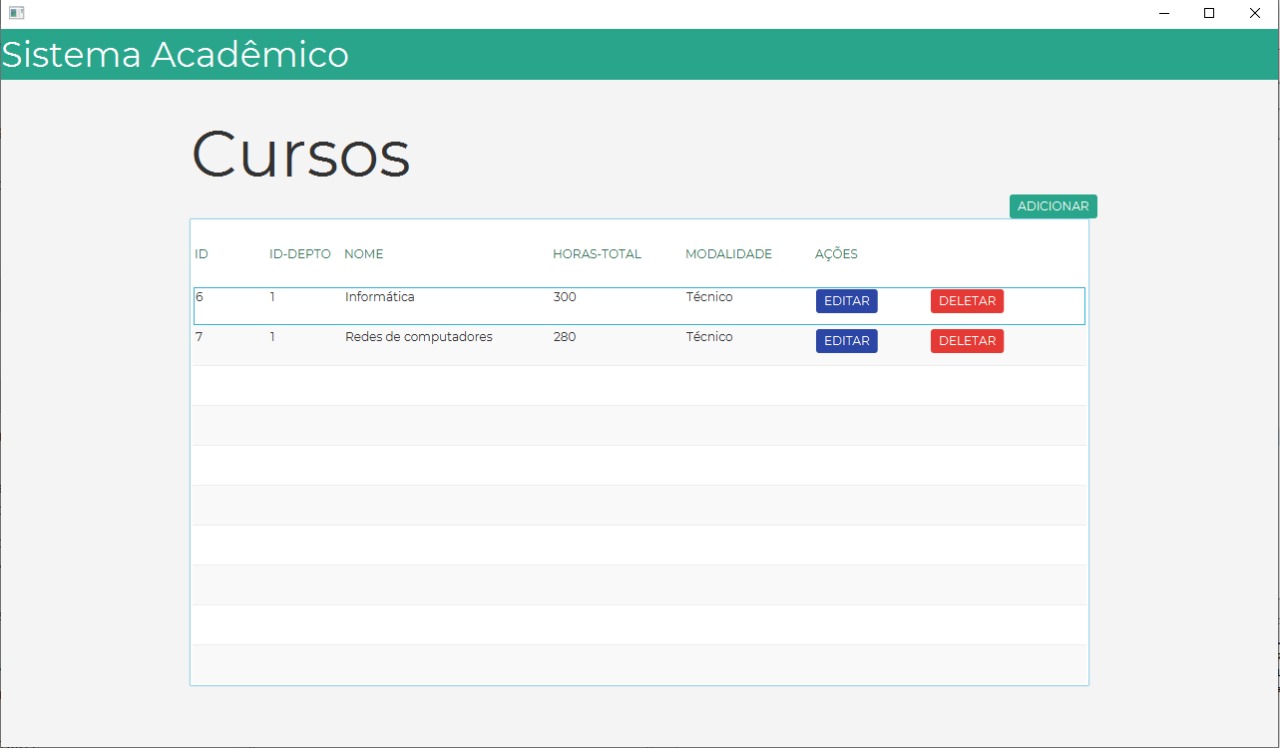 Sistema Acadêmico
Cursos
ADICIONAR
ID ID-DEPTO NOME HORAS-TOTAL MODALIDADE AÇÕES
6 1 Informática 300 Técnico EDITAR DELETAR
7 1 Redes de computadores 280 Técnico EDITAR DELETAR